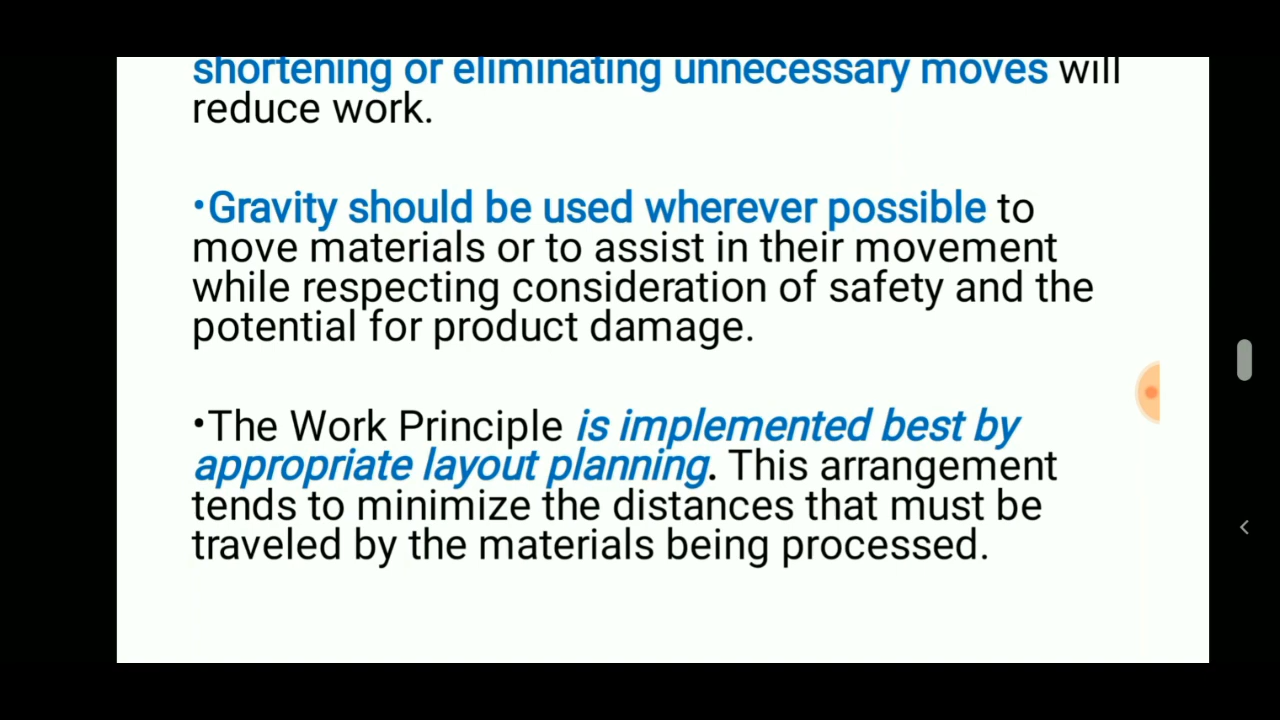 shortening or eliminating unnecessary moves will
reduce work.
•Gravity should be used wherever possible to
move materials or to assist in their movement
while respecting consideration of safety and the
potential for product damage.
•The Work Principle is implemented best by
appropriate layout planning. This arrangement
tends to minimize the distances that must be
traveled by the materials being processed.